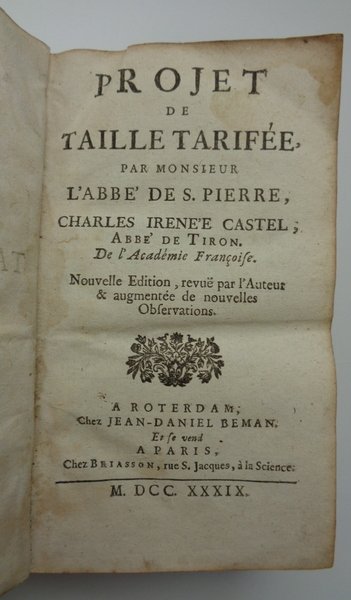 PROJET
DE
TAILLE TARIFÉE,
PAR MONSIEUR
L'ABBE' DE S. PIERRE,
CHARLES IRENE'E CASTEL,
ABBE' DE TIRON.
De l'Académie Françoise.
Nouvelle Edition, revuë par l'Auteur
& augmentée de nouvelles
Observations.
A ROTERDAM,
Chez JEAN-DANIEL BEMAN.
Et se vend
A PARIS,
Chez BRIASSON, rue S. Jacques, à la Science.
M. DCC. XXXIX.